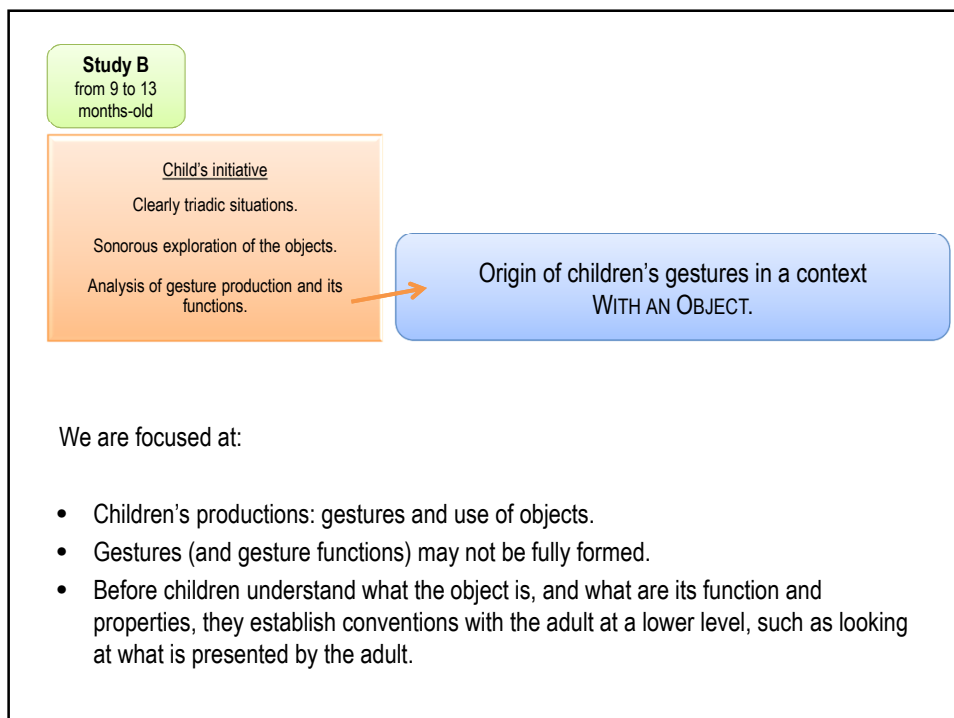 Study B
from 9 to 13
months-old
Child's initiative
Clearly triadic situations.
Sonorous exploration of the objects.
Analysis of gesture production and its
functions.
Origin of children's gestures in a context
WITH AN OBJECT.
We are focused at:
• Children's productions: gestures and use of objects.
• Gestures (and gesture functions) may not be fully formed.
• Before children understand what the object is, and what are its function and
properties, they establish conventions with the adult at a lower level, such as looking
at what is presented by the adult.